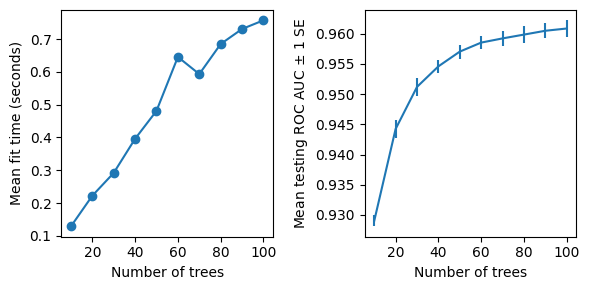 Mean fit time (seconds)
0.7
0.6
0.5
0.4
0.3
0.2
0.1
20 40 60 80 100
Number of trees
Mean testing ROC AUC ± 1 SE
0.960
0.955
0.950
0.945
0.940
0.935
0.930
20 40 60 80 100
Number of trees